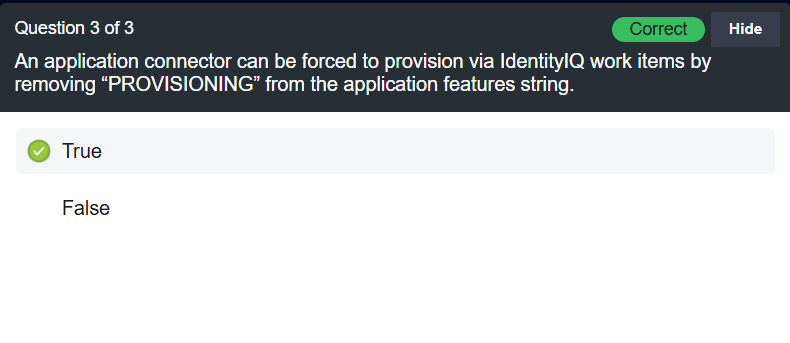 Question 3 of 3
Correct
Hide
An application connector can be forced to provision via IdentityIQ work items by
removing “PROVISIONING” from the application features string.
True
False